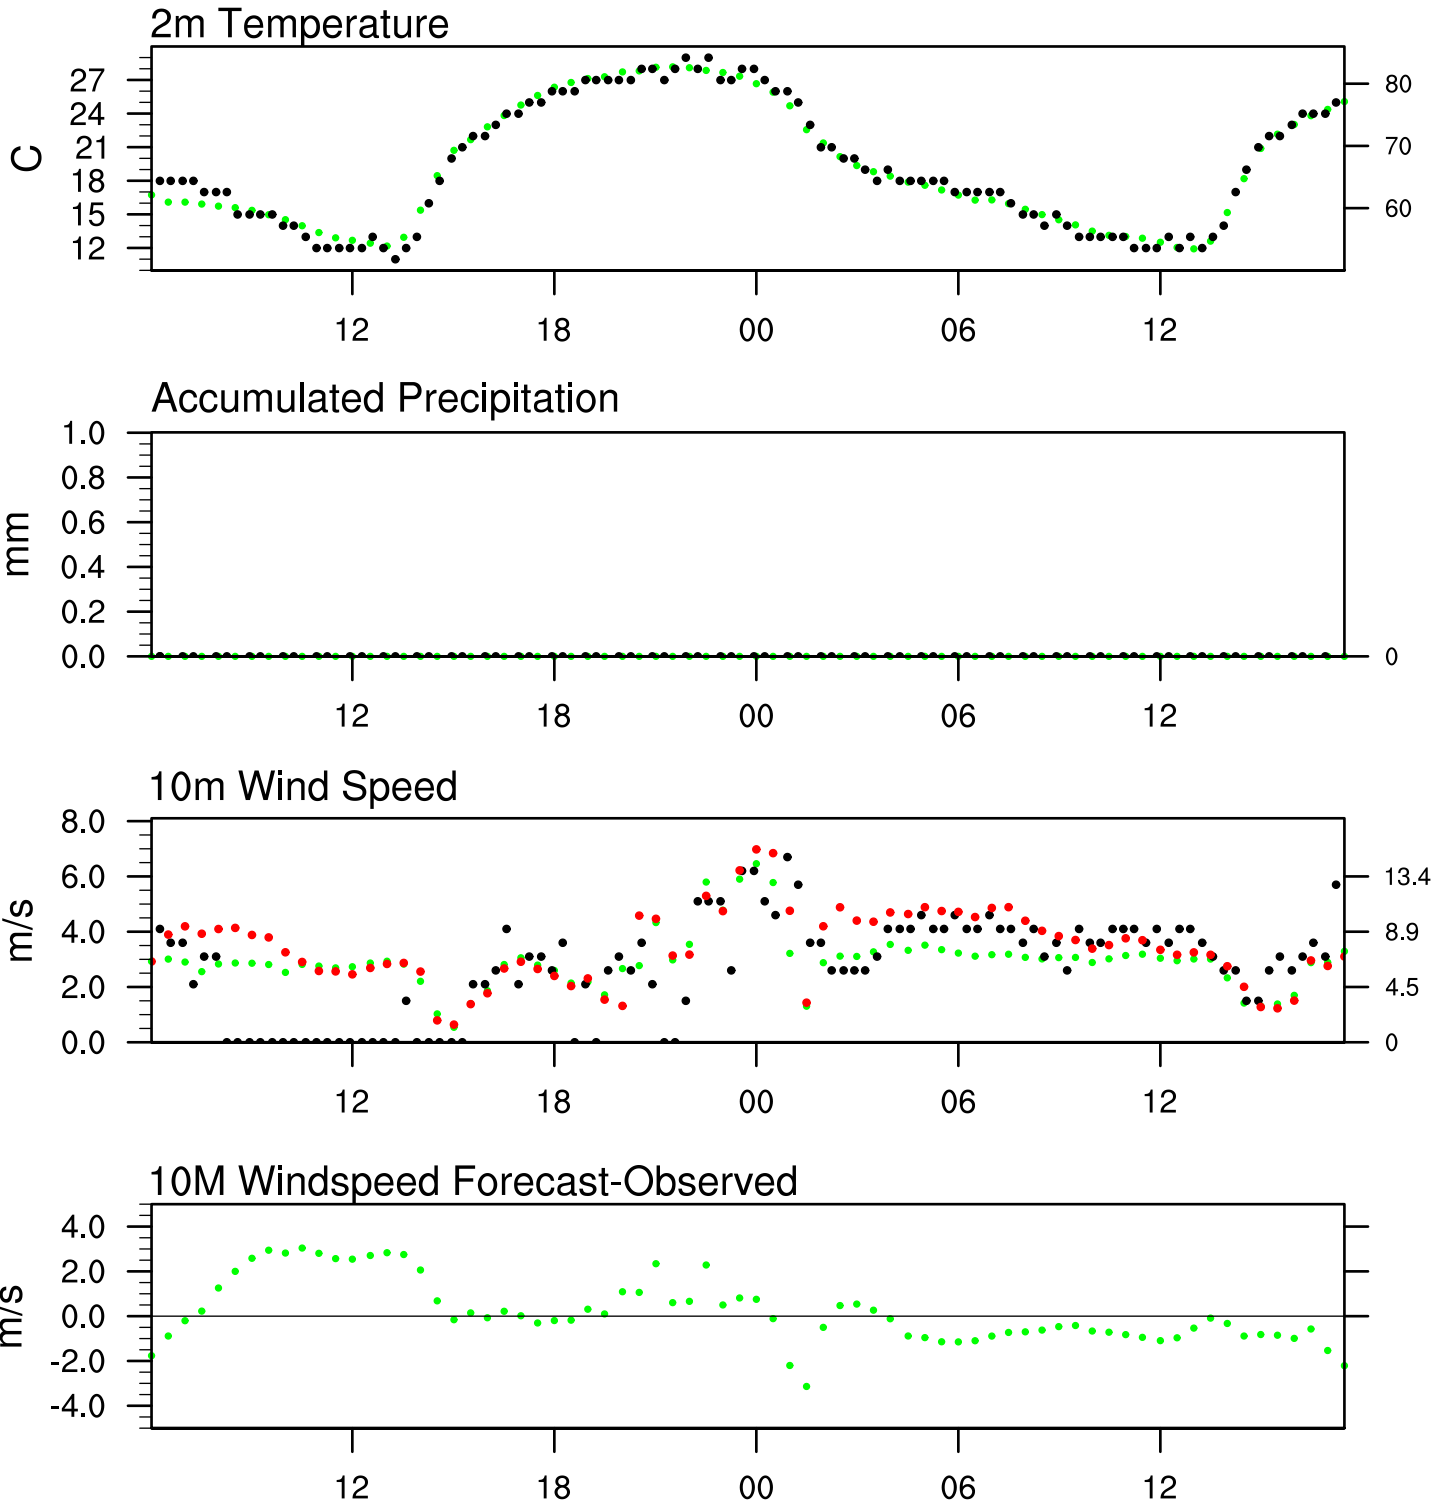 2m Temperature
C
27
24
21
18
15
12
80
70
60
12 18 00 06 12
Accumulated Precipitation
mm
1.0
0.8
0.6
0.4
0.2
0.0
0
12 18 00 06 12
10m Wind Speed
m/s
8.0
6.0
4.0
2.0
0.0
13.4
8.9
4.5
0
12 18 00 06 12
10M Windspeed Forecast-Observed
m/s
4.0
2.0
0.0
-2.0
-4.0
12 18 00 06 12